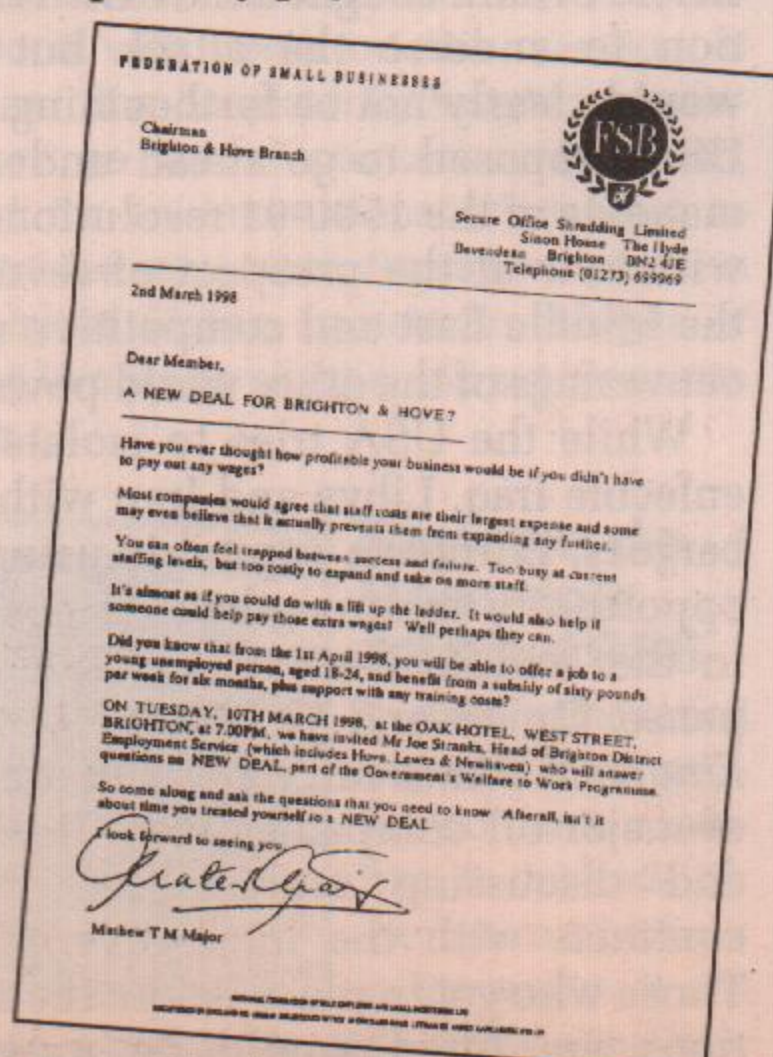 FEDERATION OF SMALL BUSINESSES
FSB
Chairman
Brighton & Hove Branch
Secure Office Shredding Limited
Sinon House The Hyde
Bevendean Brighton BN2 4JE
Telephone (01273) 699969
2nd March 1998
Dear Member,
A NEW DEAL FOR BRIGHTON & HOVE?
Have you ever thought how profitable your business would be if you didn't have
to pay out any wages?
Most companies would agree that staff costs are their largest expense and some
may even believe that it actually prevents them from expanding any further.
You can often feel trapped between success and failure. Too busy at current
staffing levels, but too costly to expand and take on more staff.
It's almost as if you could do with a lift up the ladder. It would also help if
someone could help pay those extra wages! Well perhaps they can.
Did you know that from the 1st April 1998, you will be able to offer a job to a
young unemployed person, aged 18-24, and benefit from a subsidy of sixty pounds
per week for six months, plus support with any training costs?
ON TUESDAY, 10TH MARCH 1998, at the OAK HOTEL, WEST STREET,
BRIGHTON, at 7.00PM, we have invited Mr Joe Stranks, Head of Brighton District
Employment Service (which includes Hove, Lewes & Newhaven) who will answer
questions on NEW DEAL, part of the Government's Welfare to Work Programme.
So come along and ask the questions that you need to know. Afterall, isn't it
about time you treated yourself to a NEW DEAL
I look forward to seeing you,
Mathew T M Major